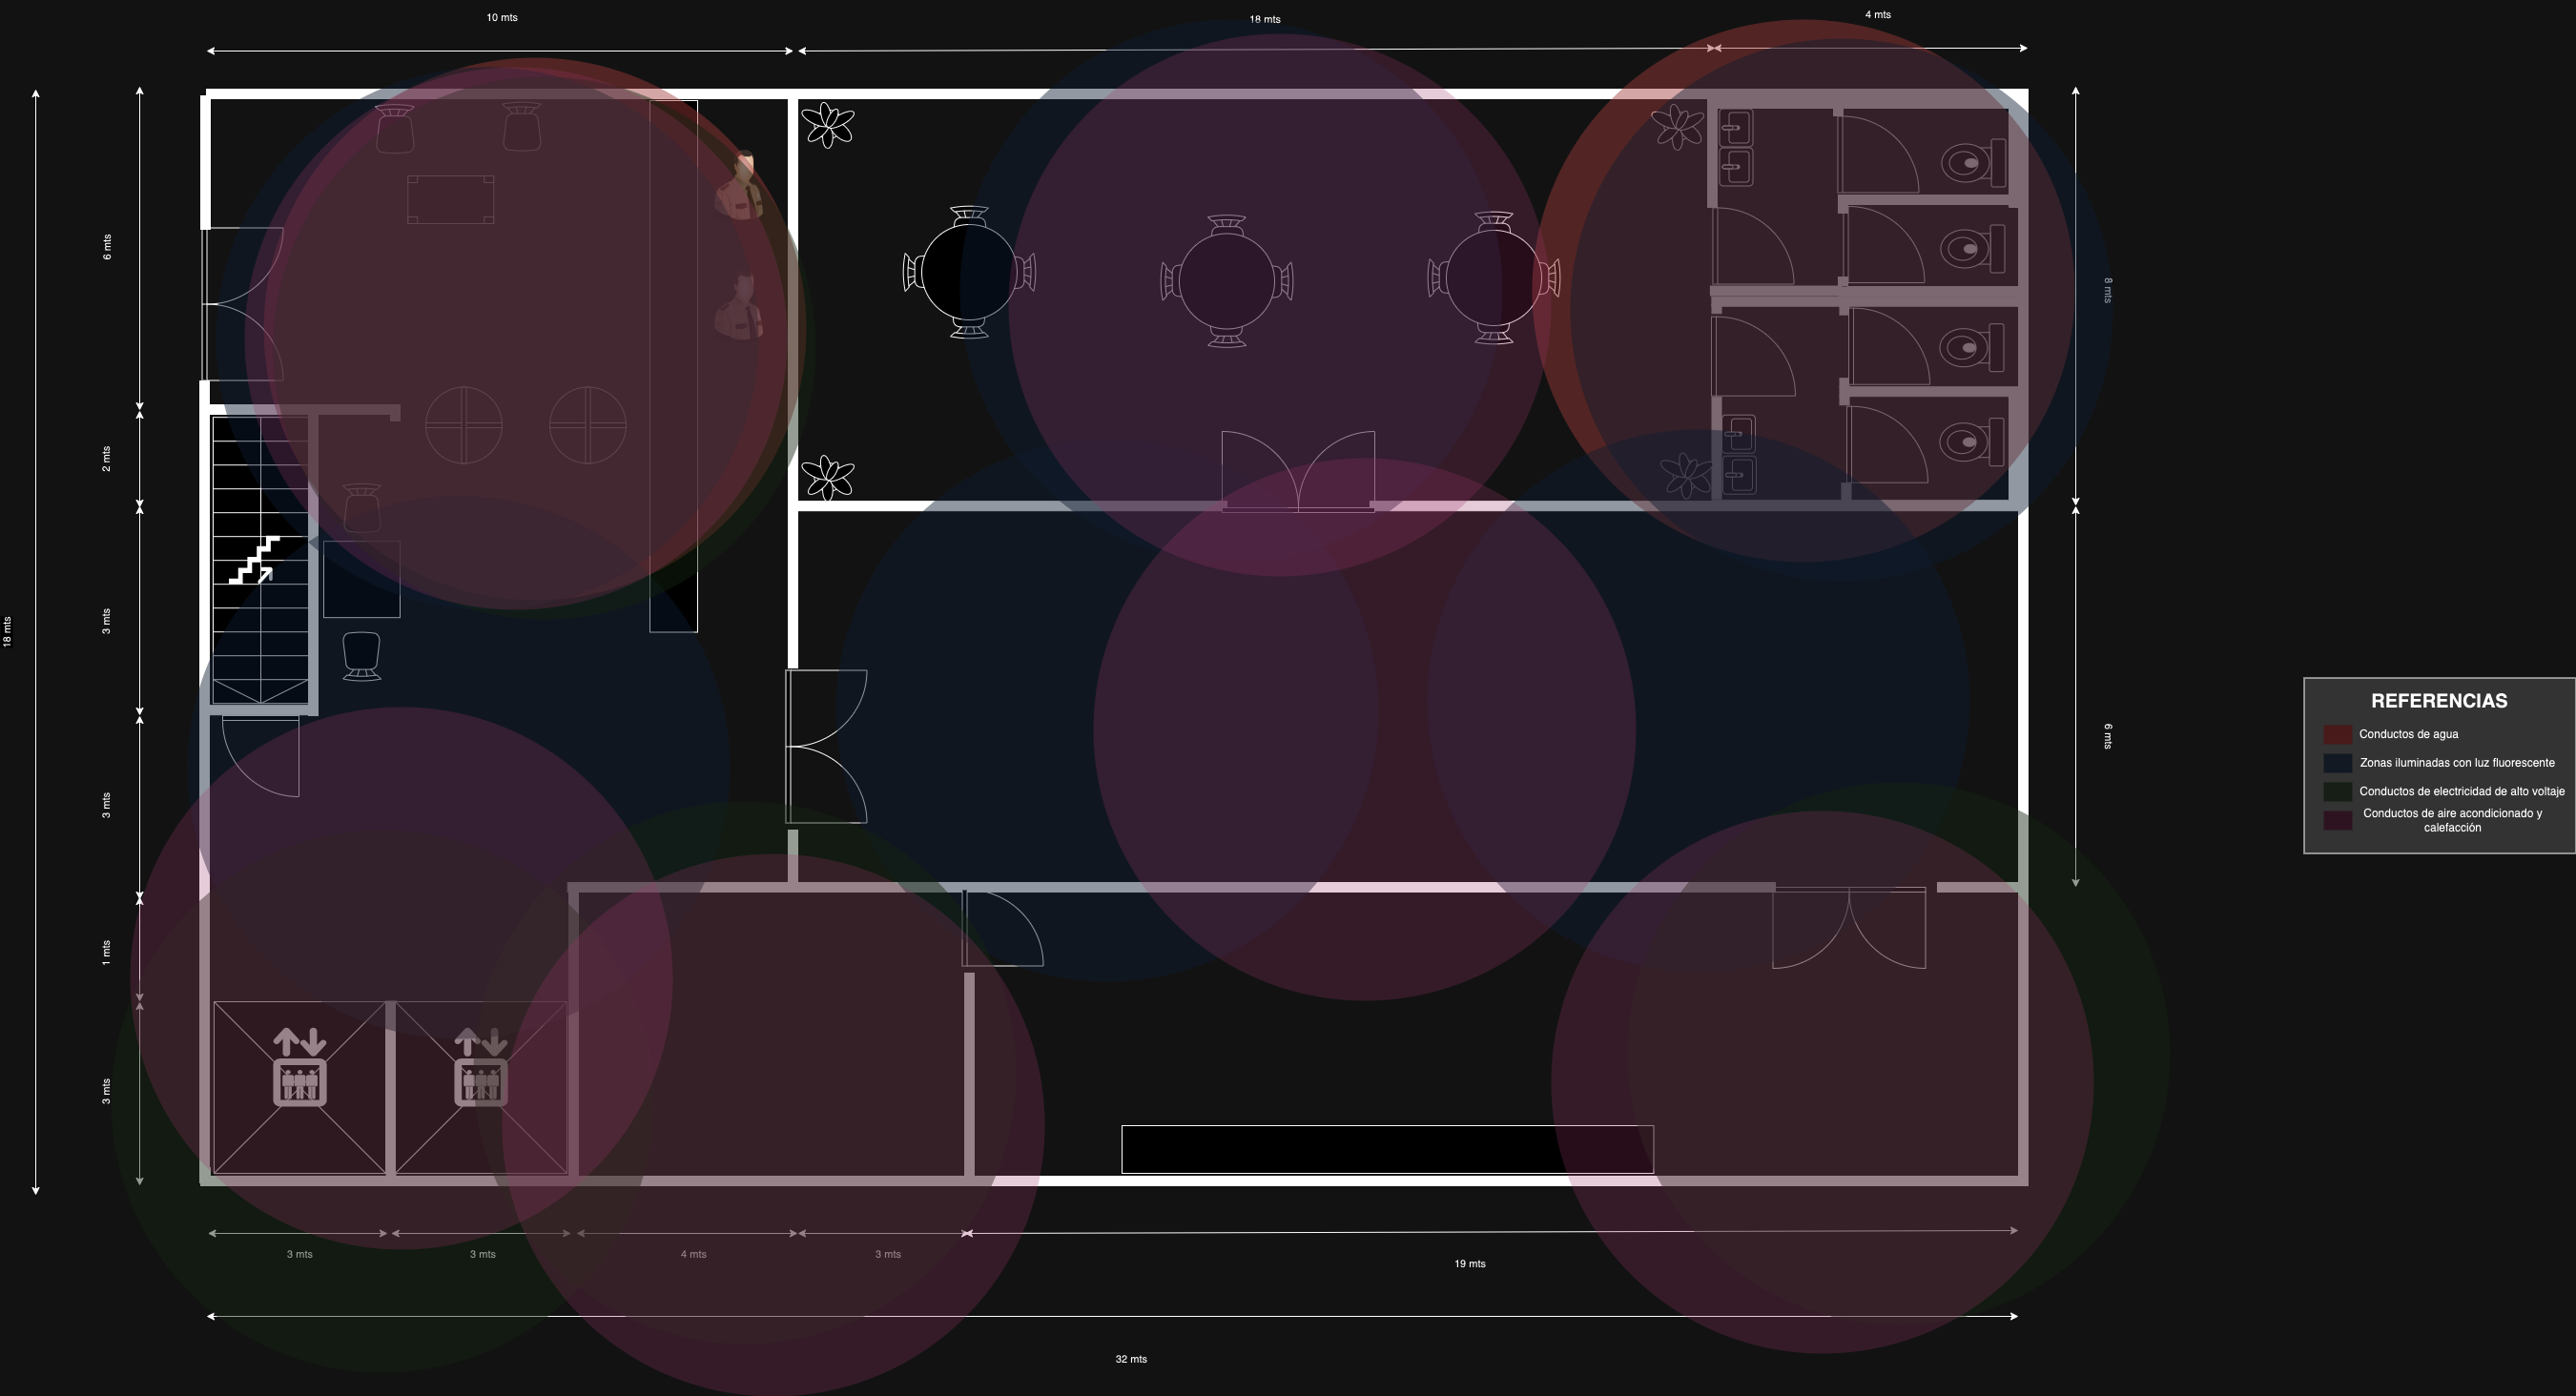 10 mts
18 mts
4 mts
6 mts
2 mts
3 mts
3 mts
1 mts
3 mts
18 mts
8 mts
6 mts
REFERENCIAS
Conductos de agua
Zonas iluminadas con luz fluorescente
Conductos de electricidad de alto voltaje
Conductos de aire acondicionado y
calefacción
3 mts
3 mts
4 mts
3 mts
19 mts
32 mts